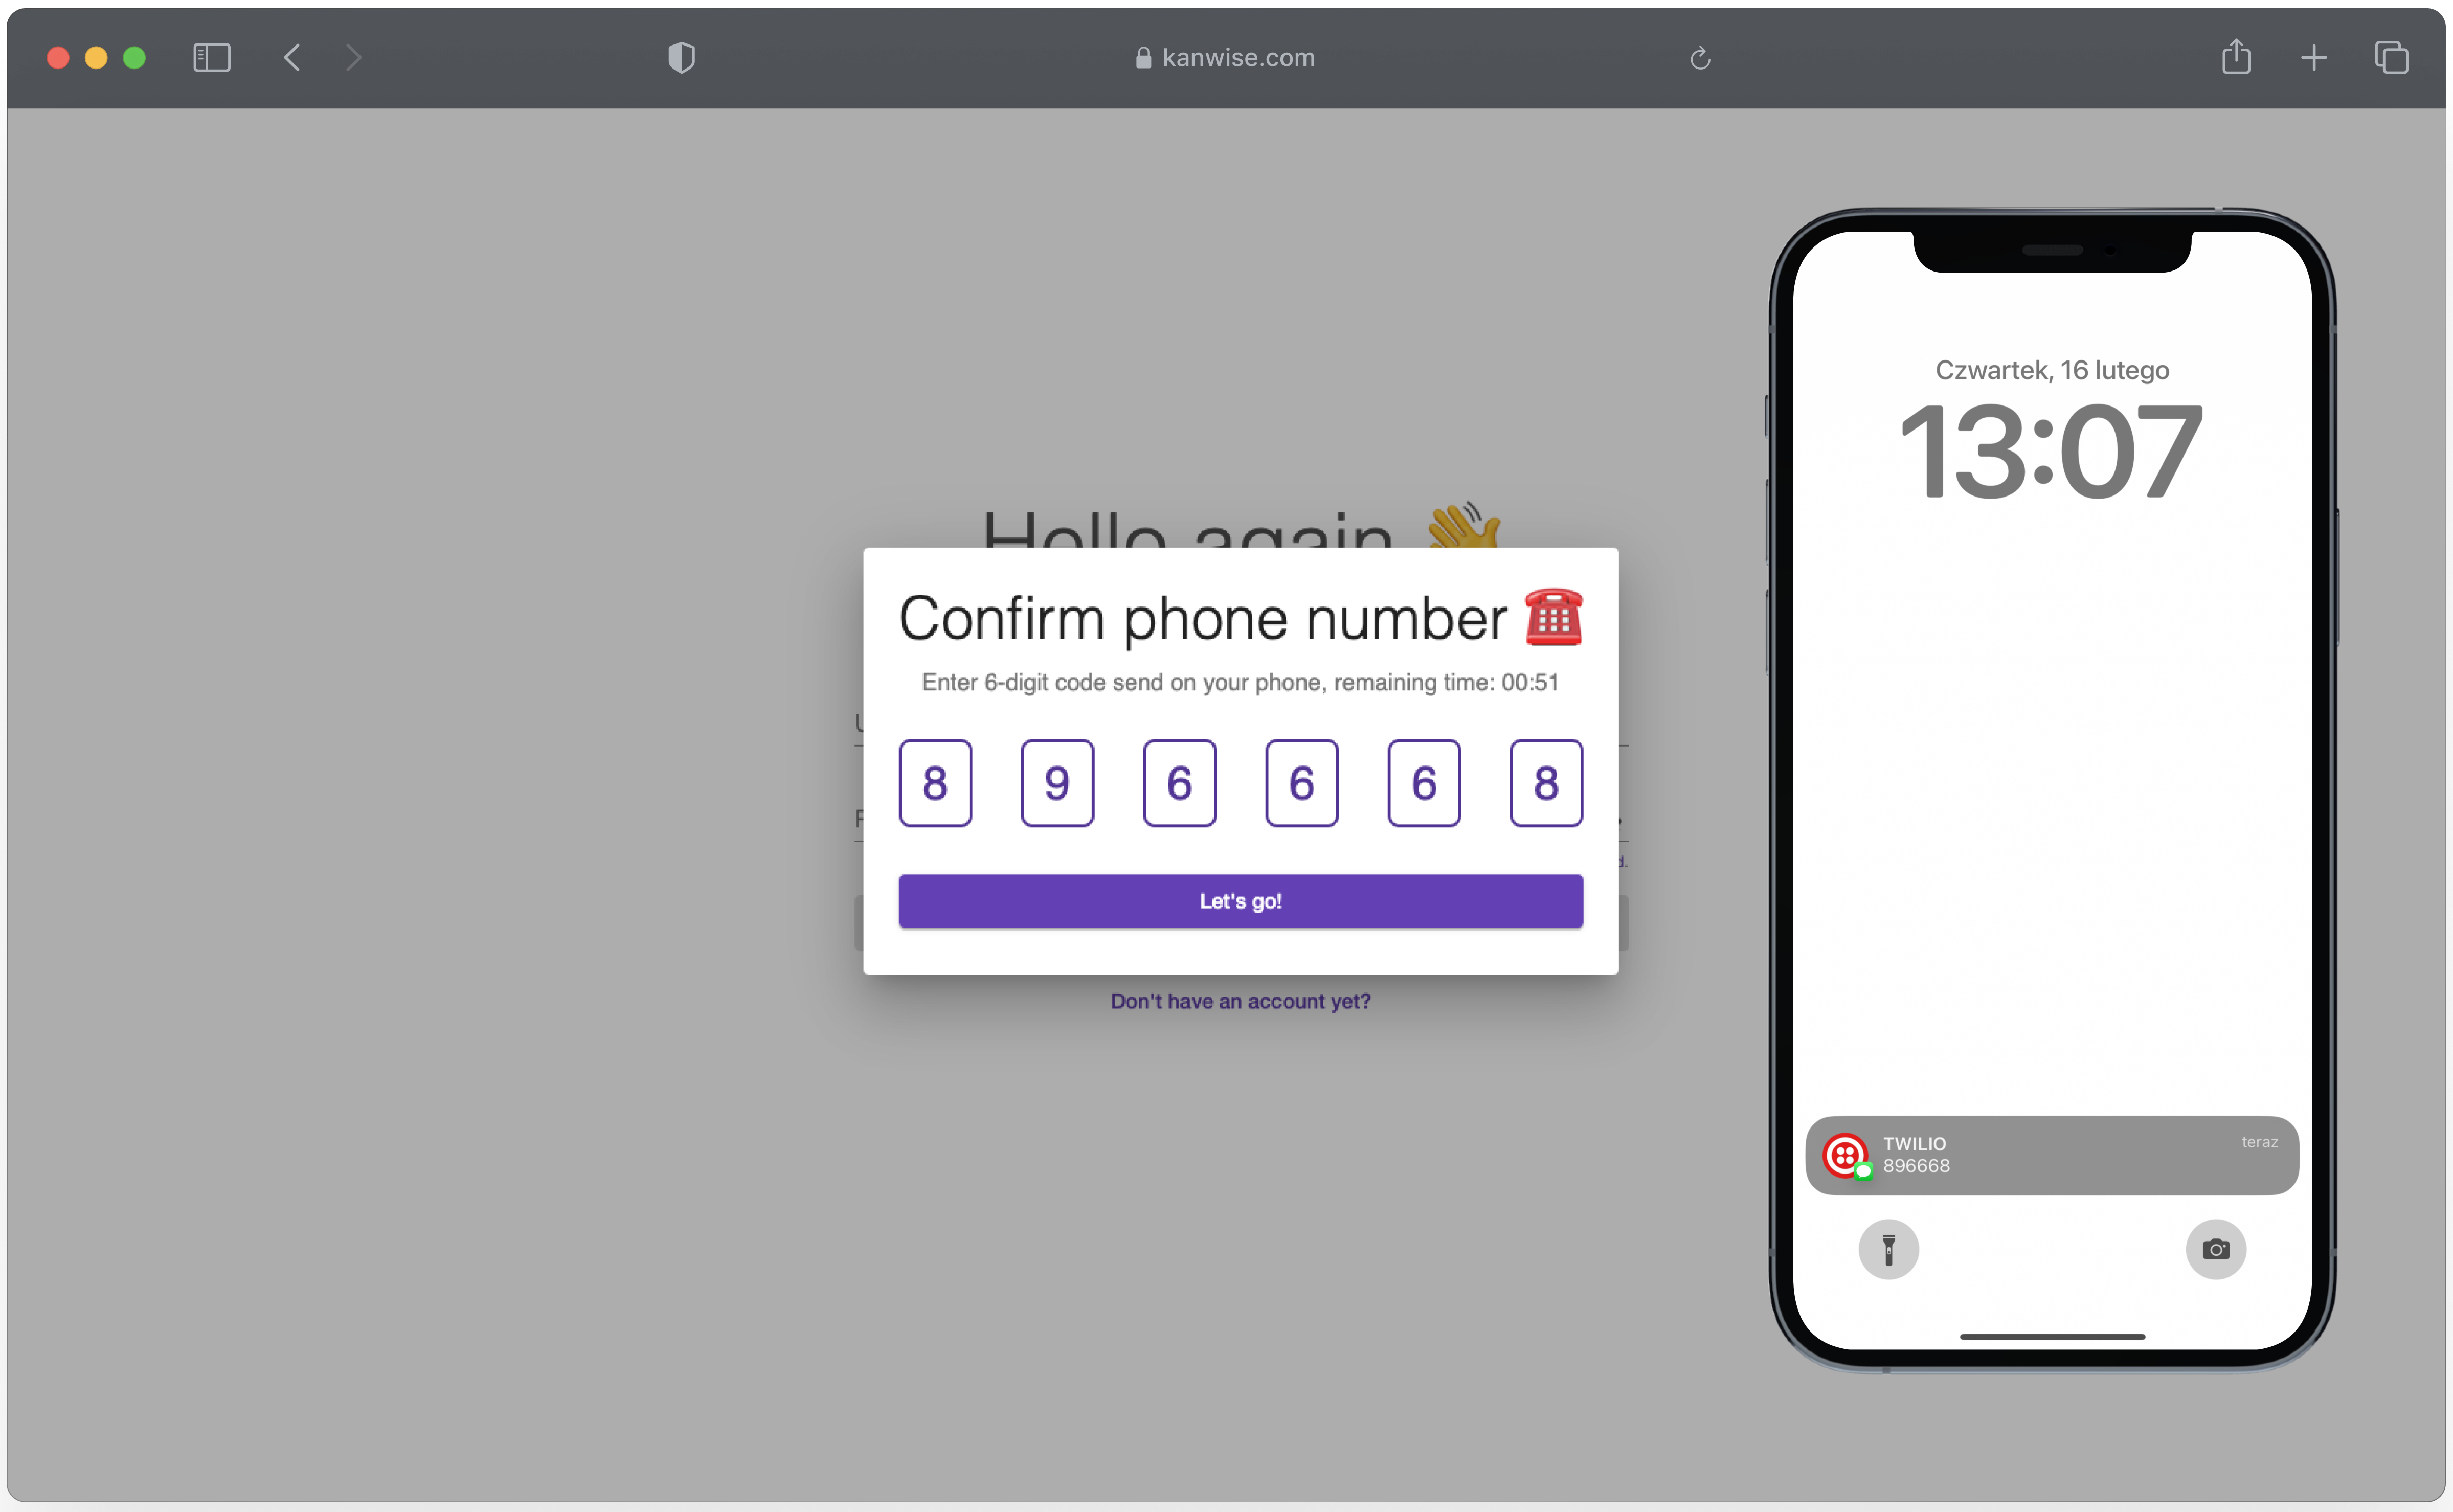 kanwise.com
Hello again 👋
Confirm phone number ☎️
Enter 6-digit code send on your phone, remaining time: 00:51
8 9 6 6 6 8
Let's go!
Don't have an account yet?
Czwartek, 16 lutego
13:07
TWILIO
teraz
896668